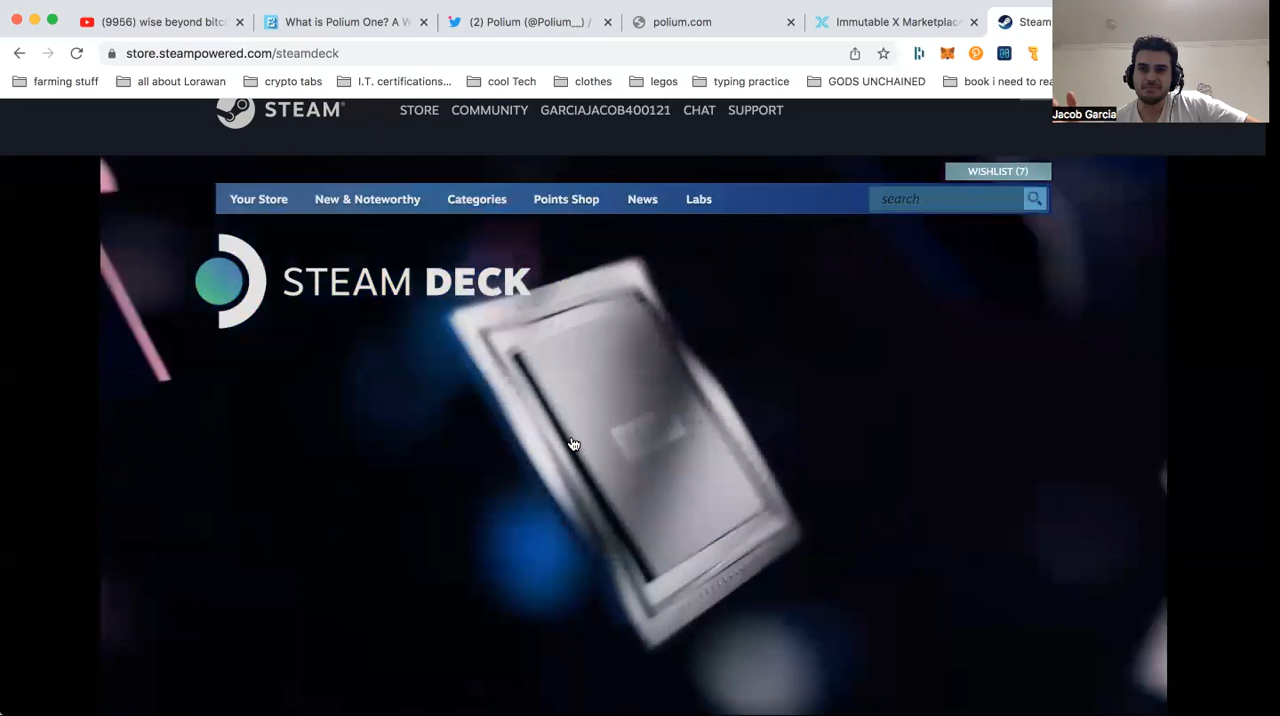 (9956) wise beyond bitc
What is Polium One? A W
(2) Polium (@Polium__) /
polium.com
Immutable X Marketplace
Steam
store.steampowered.com/steamdeck
farming stuff
all about Lorawan
crypto tabs
I.T. certifications...
cool Tech
clothes
legos
typing practice
GODS UNCHAINED
book i need to rea
Jacob Garcia
STEAM
STORE
COMMUNITY
GARCIAJACOB400121
CHAT
SUPPORT
WISHLIST (7)
Your Store
New & Noteworthy
Categories
Points Shop
News
Labs
search
STEAM DECK